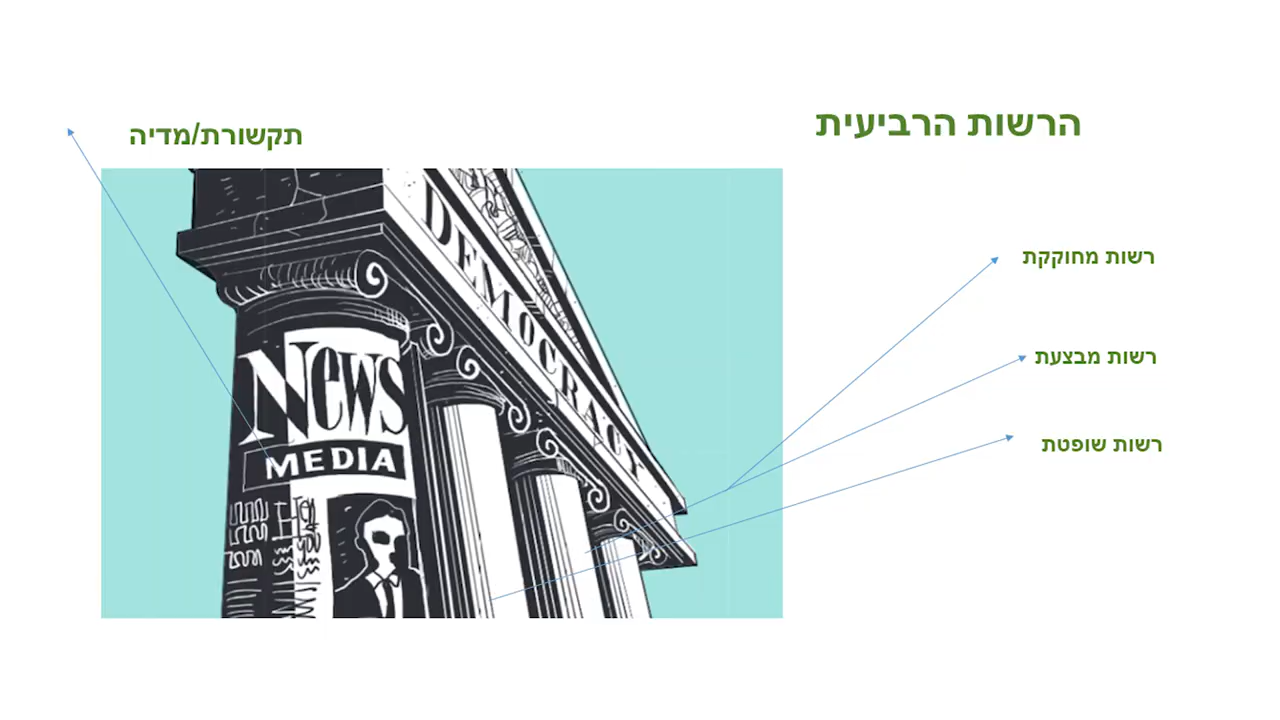 הרשות הרביעית
תקשורת/מדיה
רשות מחוקקת
רשות מבצעת
רשות שופטת
DEMOCRACY
NEWS
MEDIA